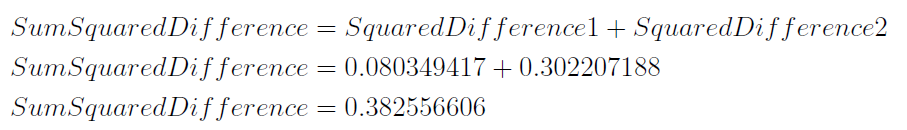 SumSquaredDifference = SquaredDifference1 + SquaredDifference2
SumSquaredDifference = 0.080349417 + 0.302207188
SumSquaredDifference = 0.382556606